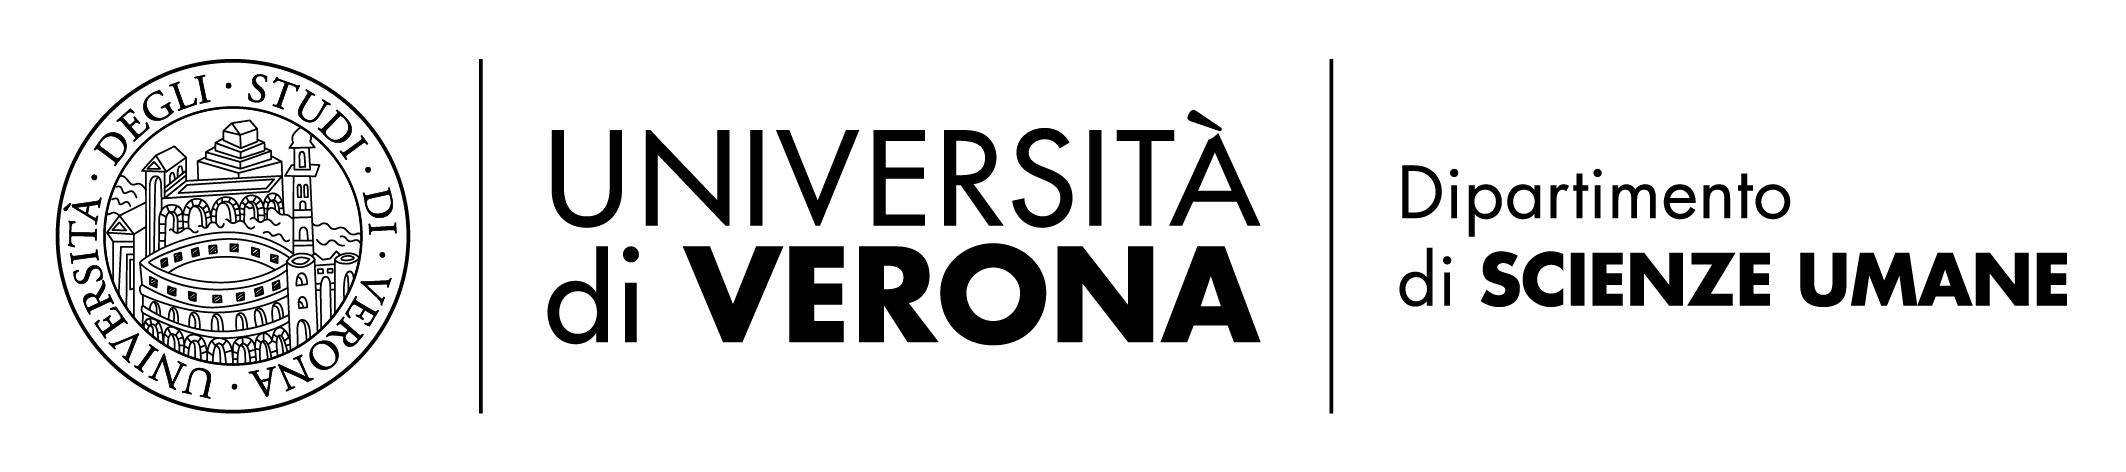 UNIVERSITÀ · DEGLI · STUDI · DI · VERONA ·
UNIVERSITÀ
di VERONA
Dipartimento
di SCIENZE UMANE